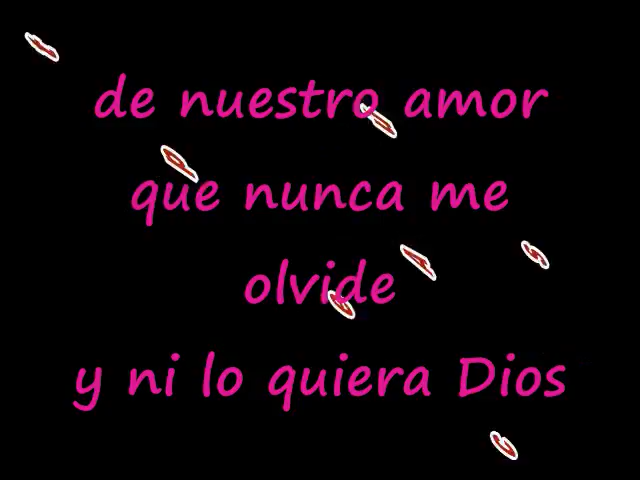 de nuestro amor
que nunca me
olvide
y ni lo quiera Dios